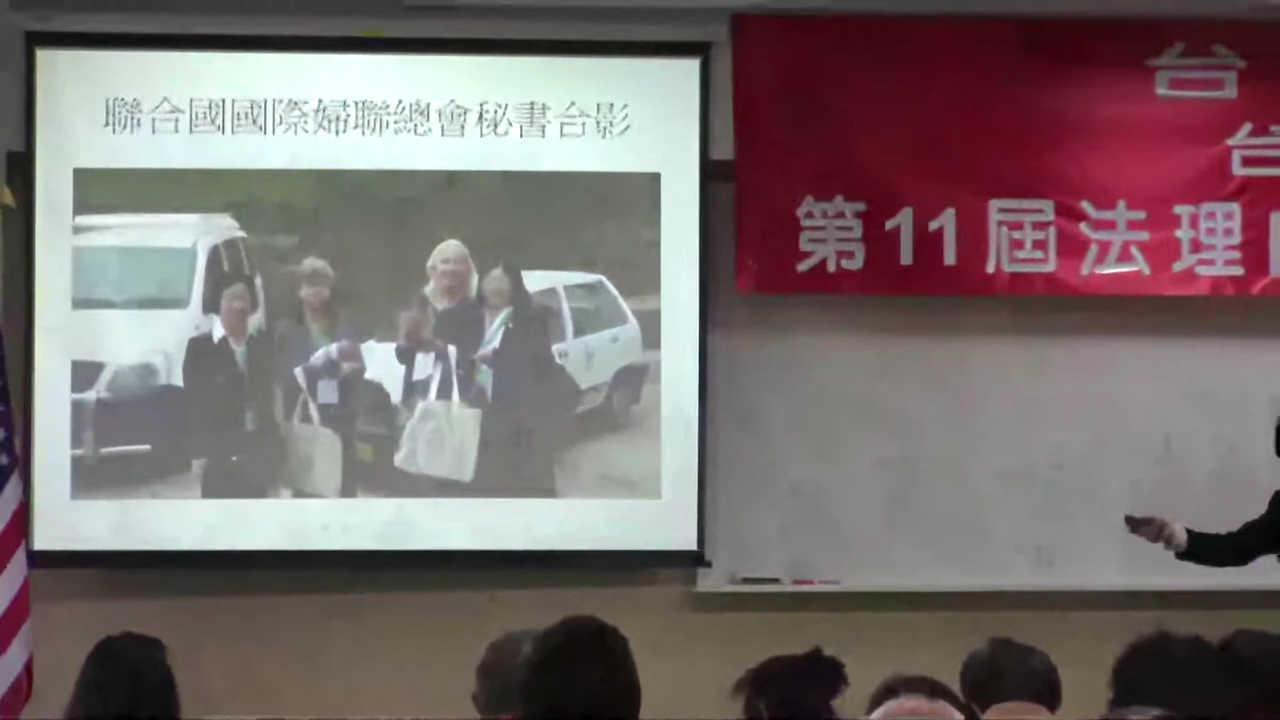 聯合國國際婦聯總會秘書合影
台
台
第11屆法理